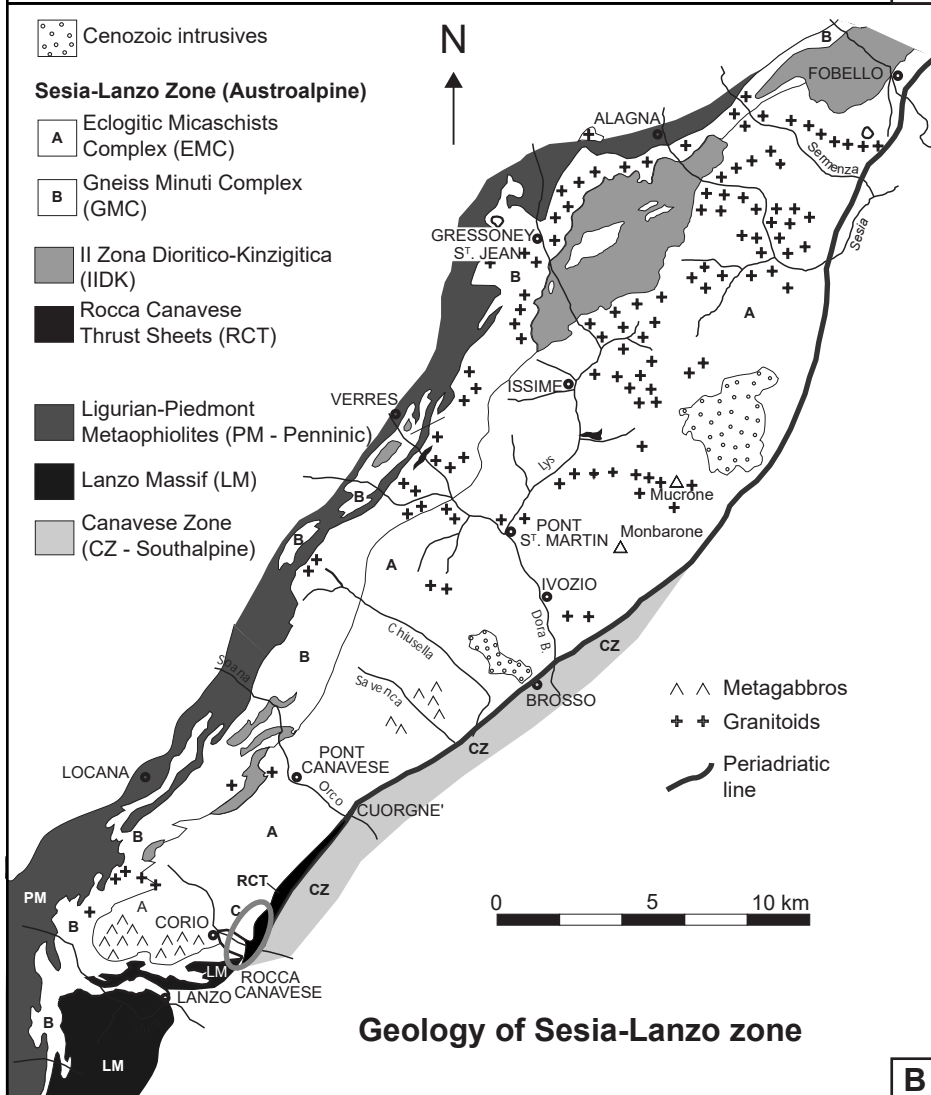 Cenozoic intrusives
Sesia-Lanzo Zone (Austroalpine)
A
Eclogitic Micaschists
Complex (EMC)
B
Gneiss Minuti Complex
(GMC)
II Zona Dioritico-Kinzigitica
(IIDK)
Rocca Canavese
Thrust Sheets (RCT)
Ligurian-Piedmont
Metaophiolites (PM - Penninic)
Lanzo Massif (LM)
Canavese Zone
(CZ - Southalpine)
N
B
FOBELLO
ALAGNA
Sermenza
Sesia
GRESSONEY
ST. JEAN
B
A
ISSIME
VERRES
Lys
Mucrone
B
PONT
ST. MARTIN
Monbarone
B
A
IVOZIO
Dora B.
Chiusella
CZ
B
Soana
Savenca
BROSSO
Metagabbros
Granitoids
CZ
Periadriatic
line
PONT
CANAVESE
LOCANA
Orco
CUORGNE'
B
A
RCT
CZ
PM
A
C
B
CORIO
0 5 10 km
LM
ROCCA
CANAVESE
LANZO
B
LM
Geology of Sesia-Lanzo zone
B